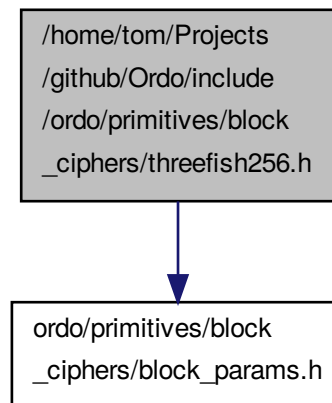 /home/tom/Projects
/github/Ordo/include
/ordo/primitives/block
_ciphers/threefish256.h
ordo/primitives/block
_ciphers/block_params.h